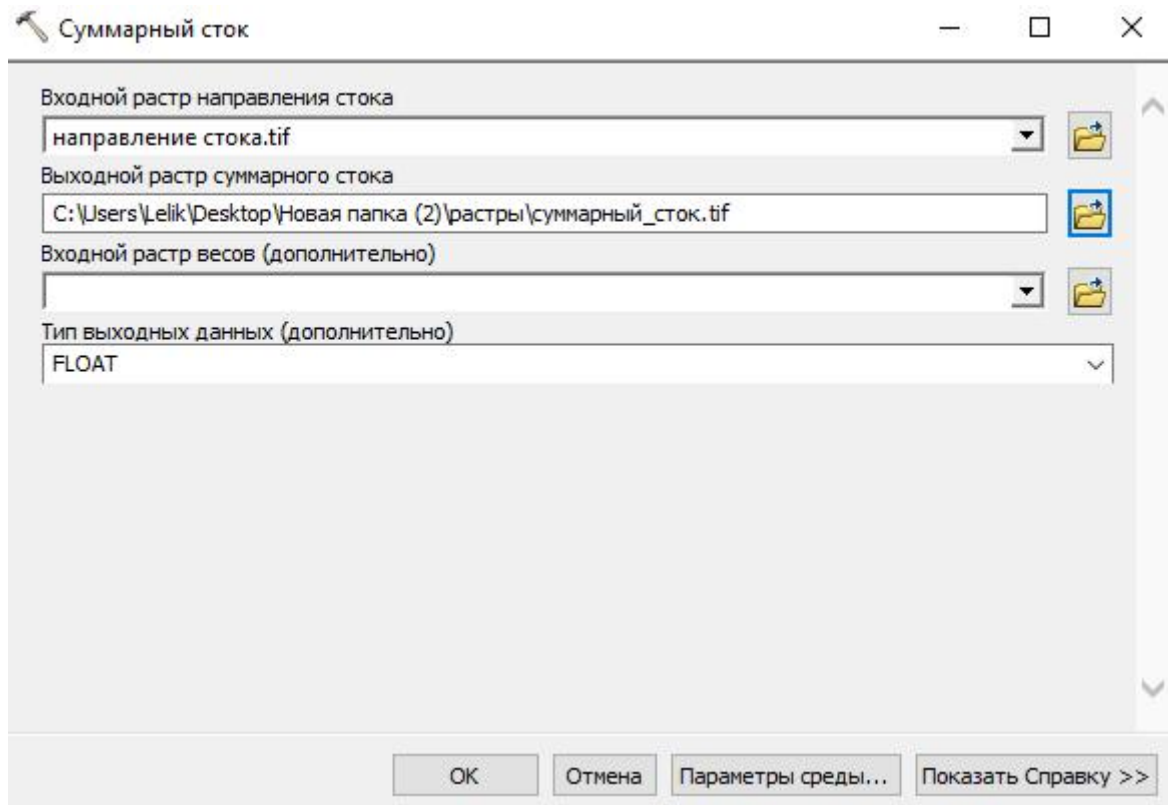 Суммарный сток
Входной растр направления стока
направление стока.tif
Выходной растр суммарного стока
C:\Users\Lelik\Desktop\Новая папка (2)\растры\суммарный_сток.tif
Входной растр весов (дополнительно)
Тип выходных данных (дополнительно)
FLOAT
OK Отмена Параметры среды... Показать Справку >>